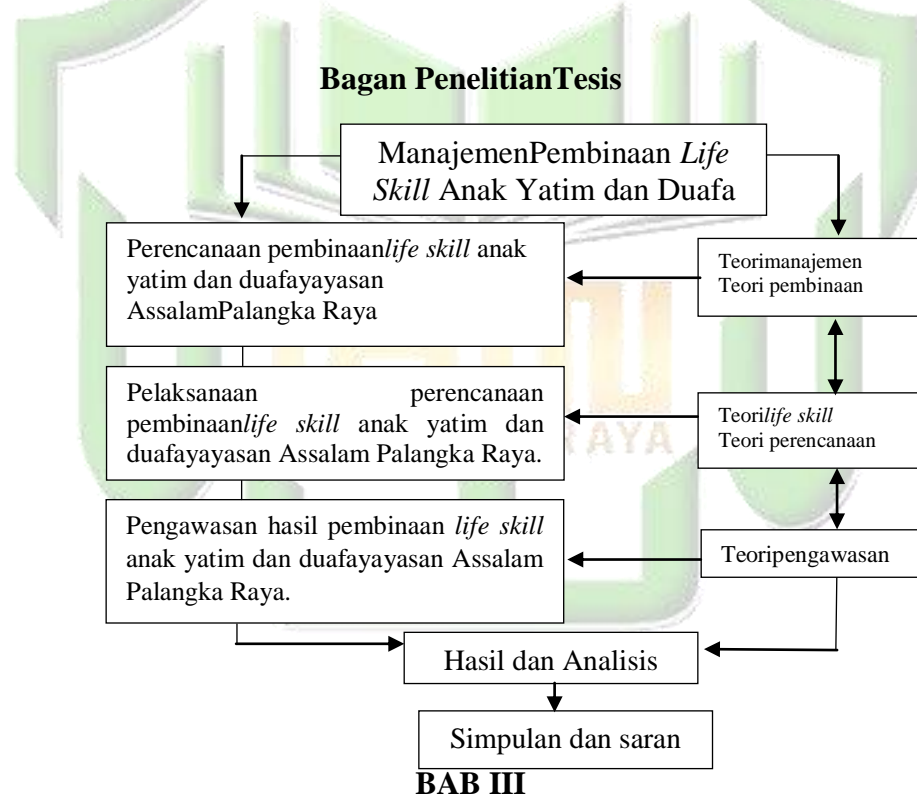 Bagan PenelitianTesis
ManajemenPembinaan Life
Skill Anak Yatim dan Duafa
Perencanaan pembinaanlife skill anak
yatim dan duafayayasan
AssalamPalangka Raya
Teorimanajemen
Teori pembinaan
Pelaksanaan perencanaan
pembinaanlife skill anak yatim dan
duafayayasan Assalam Palangka Raya.
Teorilife skill
Teori perencanaan
RAYA
Pengawasan hasil pembinaan life skill
anak yatim dan duafayayasan Assalam
Palangka Raya.
Teoripengawasan
Hasil dan Analisis
Simpulan dan saran
BAB III